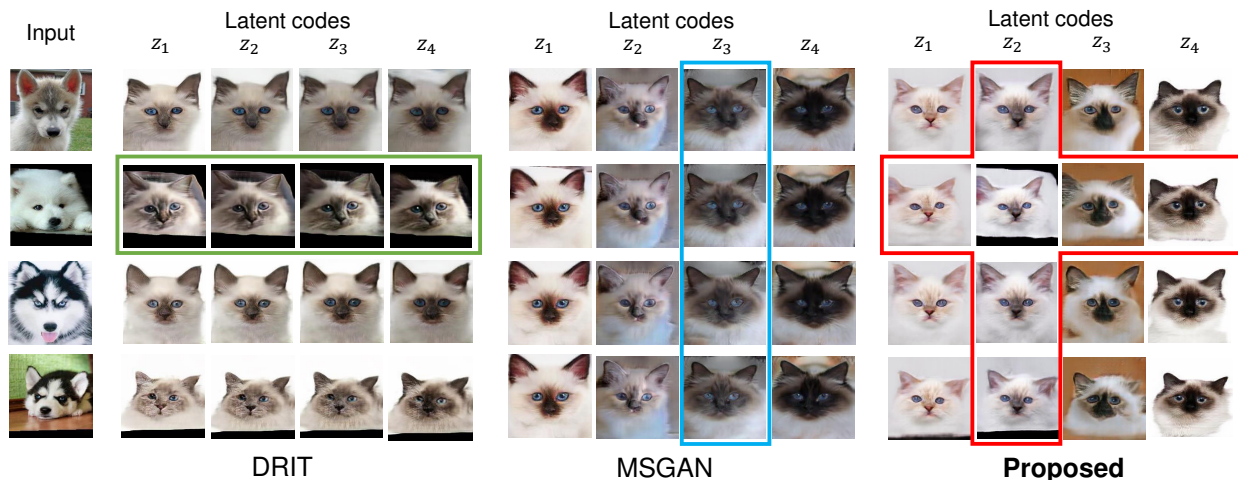 Input
Latent codes
z₁ z₂ z₃ z₄
Latent codes
z₁ z₂ z₃ z₄
Latent codes
z₁ z₂ z₃ z₄
DRIT
MSGAN
Proposed